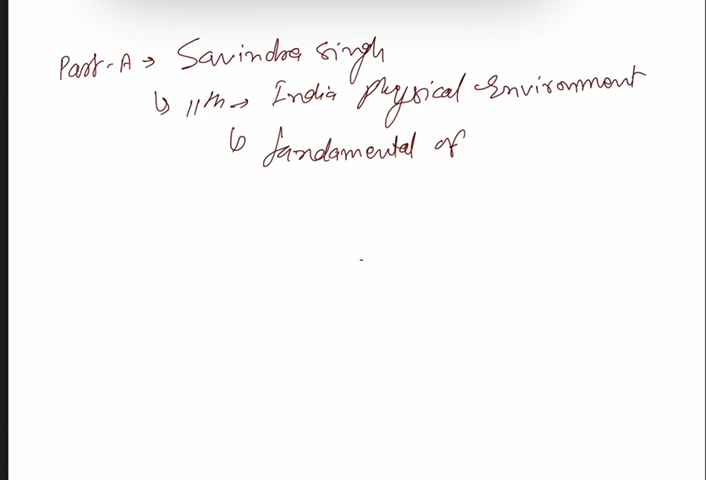 Part-A → Savindra Singh
↳ 11th → India Physical Environment
↳ fundamental of